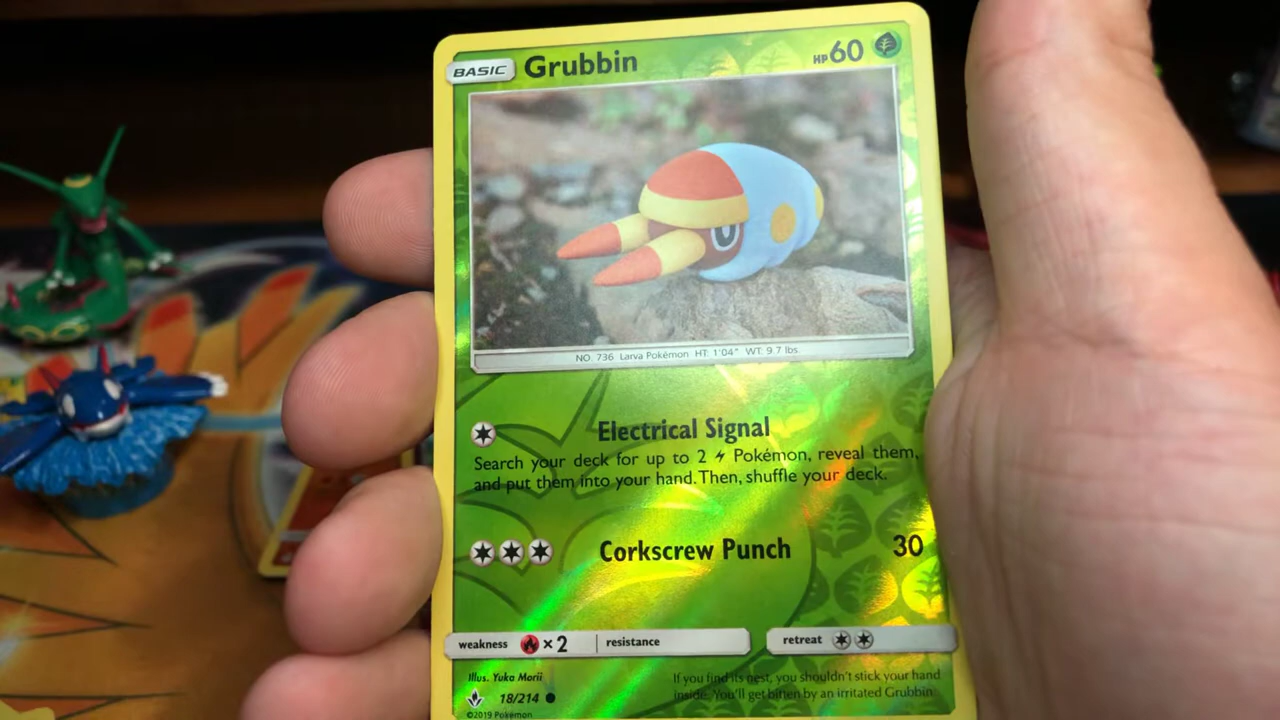 BASIC Grubbin HP60
NO. 736 Larva Pokémon HT: 1'04" WT: 9.7 lbs.
Electrical Signal
Search your deck for up to 2 Pokémon, reveal them,
and put them into your hand. Then, shuffle your deck.
Corkscrew Punch 30
weakness ×2 resistance retreat
Illus. Yuka Morii
18/214
©2019 Pokémon
If you find its nest, you shouldn't stick your hand
inside. You'll get bitten by an irritated Grubbin.